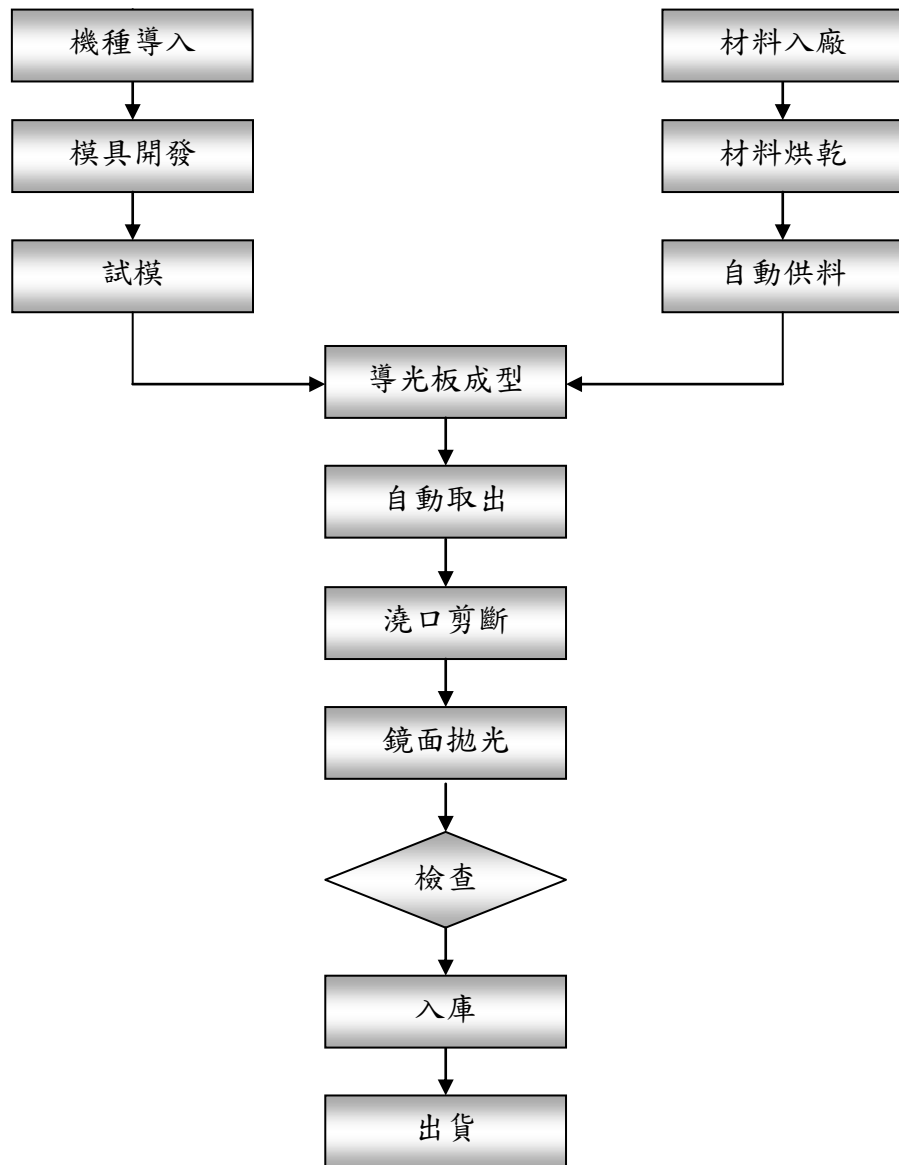 機種導入
材料入廠
模具開發
材料烘乾
試模
自動供料
導光板成型
自動取出
澆口剪斷
鏡面拋光
檢查
入庫
出貨